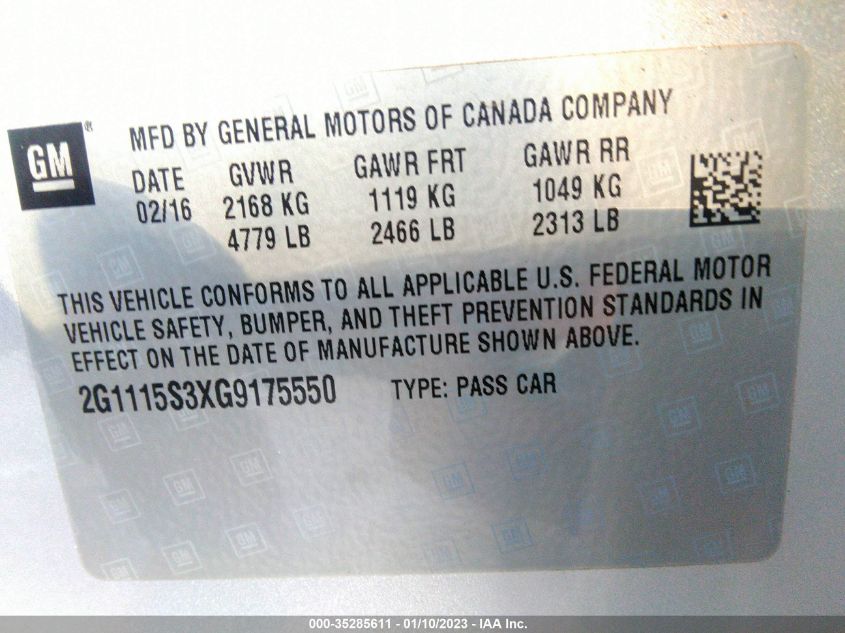 GM ®
MFD BY GENERAL MOTORS OF CANADA COMPANY
DATE GVWR GAWR FRT GAWR RR
02/16 2168 KG 1119 KG 1049 KG
4779 LB 2466 LB 2313 LB
THIS VEHICLE CONFORMS TO ALL APPLICABLE U.S. FEDERAL MOTOR
VEHICLE SAFETY, BUMPER, AND THEFT PREVENTION STANDARDS IN
EFFECT ON THE DATE OF MANUFACTURE SHOWN ABOVE.
2G1115S3XG9175550 TYPE: PASS CAR
000-35285611 - 01/10/2023 - IAA Inc.